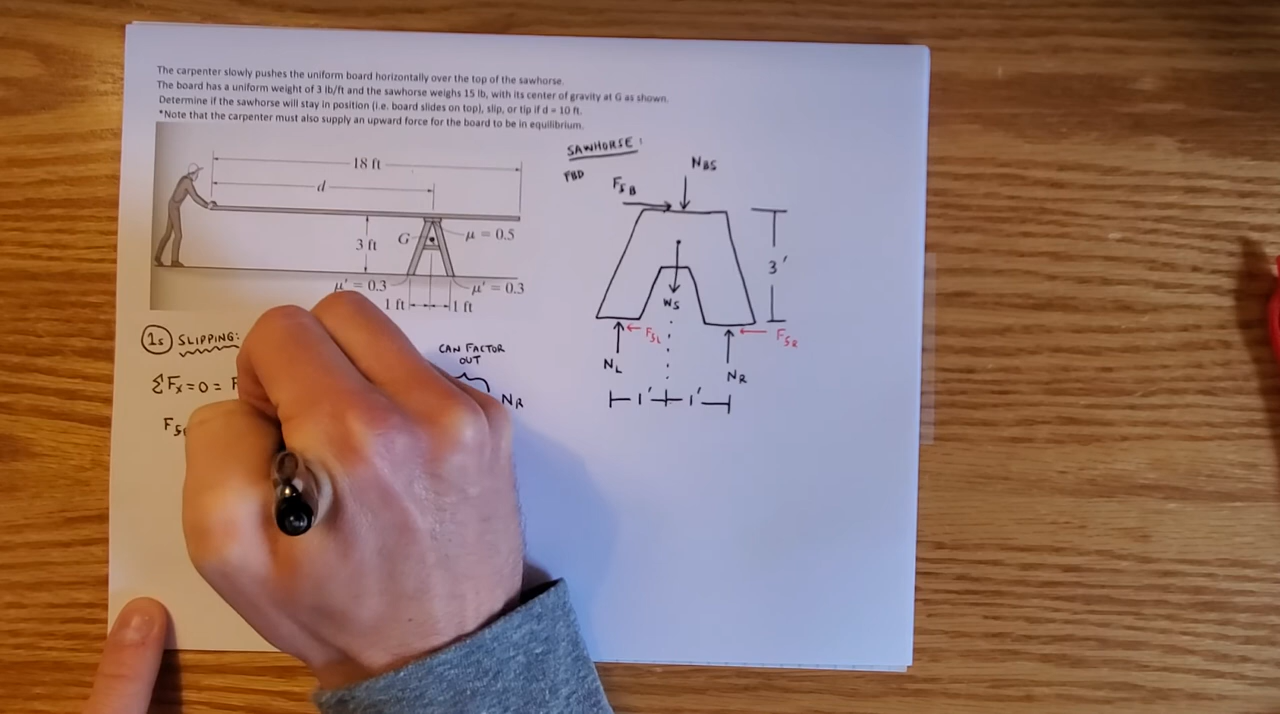 The carpenter slowly pushes the uniform board horizontally over the top of the sawhorse.
The board has a uniform weight of 3 lb/ft and the sawhorse weighs 15 lb, with its center of gravity at G as shown.
Determine if the sawhorse will stay in position (i.e. board slides on top), slip, or tip if d = 10 ft.
*Note that the carpenter must also supply an upward force for the board to be in equilibrium.
18 ft
d
3 ft
G
μ = 0.5
μ' = 0.3
μ' = 0.3
1 ft
1 ft
SAWHORSE:
FBD
NBS
FSB
3'
WS
FSL
FSR
NL
NR
1'
1'
1s SLIPPING:
CAN FACTOR
OUT
ΣFx = 0 = F
NR
FS